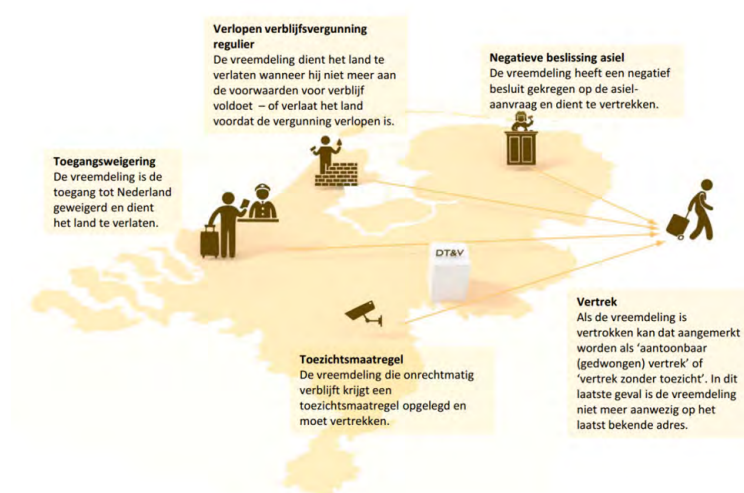 Verlopen verblijfsvergunning
regulier
De vreemdeling dient het land te
verlaten wanneer hij niet meer aan
de voorwaarden voor verblijf
voldoet – of verlaat het land
voordat de vergunning verlopen is.
Negatieve beslissing asiel
De vreemdeling heeft een negatief
besluit gekregen op de asiel-
aanvraag en dient te vertrekken.
Toegangsweigering
De vreemdeling is de
toegang tot Nederland
geweigerd en dient
het land te verlaten.
DT&V
Toezichtsmaatregel
De vreemdeling die onrechtmatig
verblijft krijgt een
toezichtsmaatregel opgelegd en
moet vertrekken.
Vertrek
Als de vreemdeling is
vertrokken kan dat aangemerkt
worden als ‘aantoonbaar
(gedwongen) vertrek’ of
‘vertrek zonder toezicht’. In dit
laatste geval is de vreemdeling
niet meer aanwezig op het
laatst bekende adres.